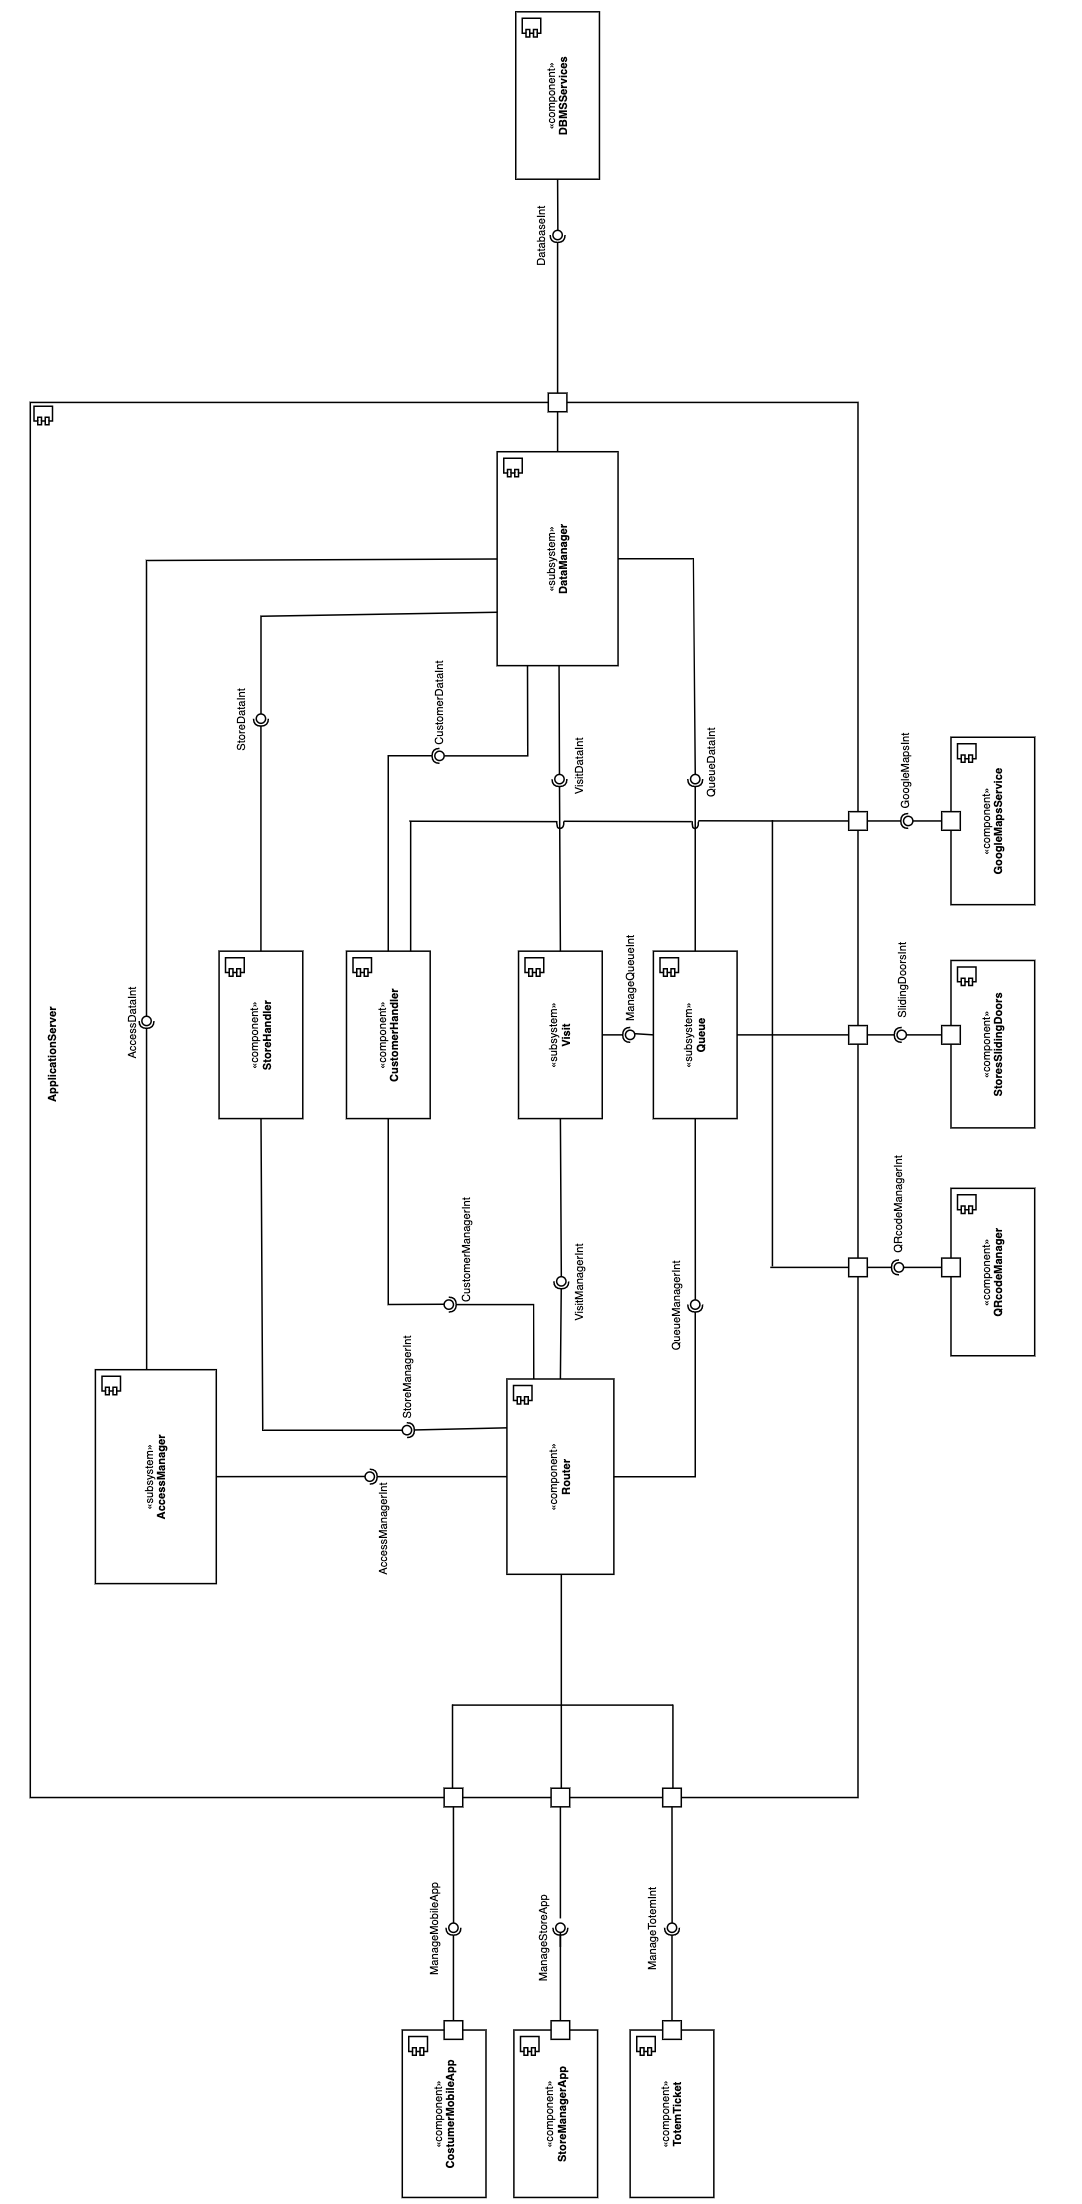 «component»
DBMSServices
DatabaseInt
ApplicationServer
«subsystem»
DataManager
StoreDataInt
CustomerDataInt
VisitDataInt
QueueDataInt
GoogleMapsInt
«component»
GoogleMapsService
AccessDataInt
«component»
StoreHandler
«component»
CustomerHandler
«subsystem»
Visit
ManageQueueInt
«subsystem»
Queue
SlidingDoorsInt
«component»
StoresSlidingDoors
CustomerManagerInt
VisitManagerInt
QueueManagerInt
QRcodeManagerInt
«component»
QRcodeManager
StoreManagerInt
«subsystem»
AccessManager
AccessManagerInt
«component»
Router
ManageMobileApp
ManageStoreApp
ManageTotemInt
«component»
CostumerMobileApp
«component»
StoreManagerApp
«component»
TotemTicket